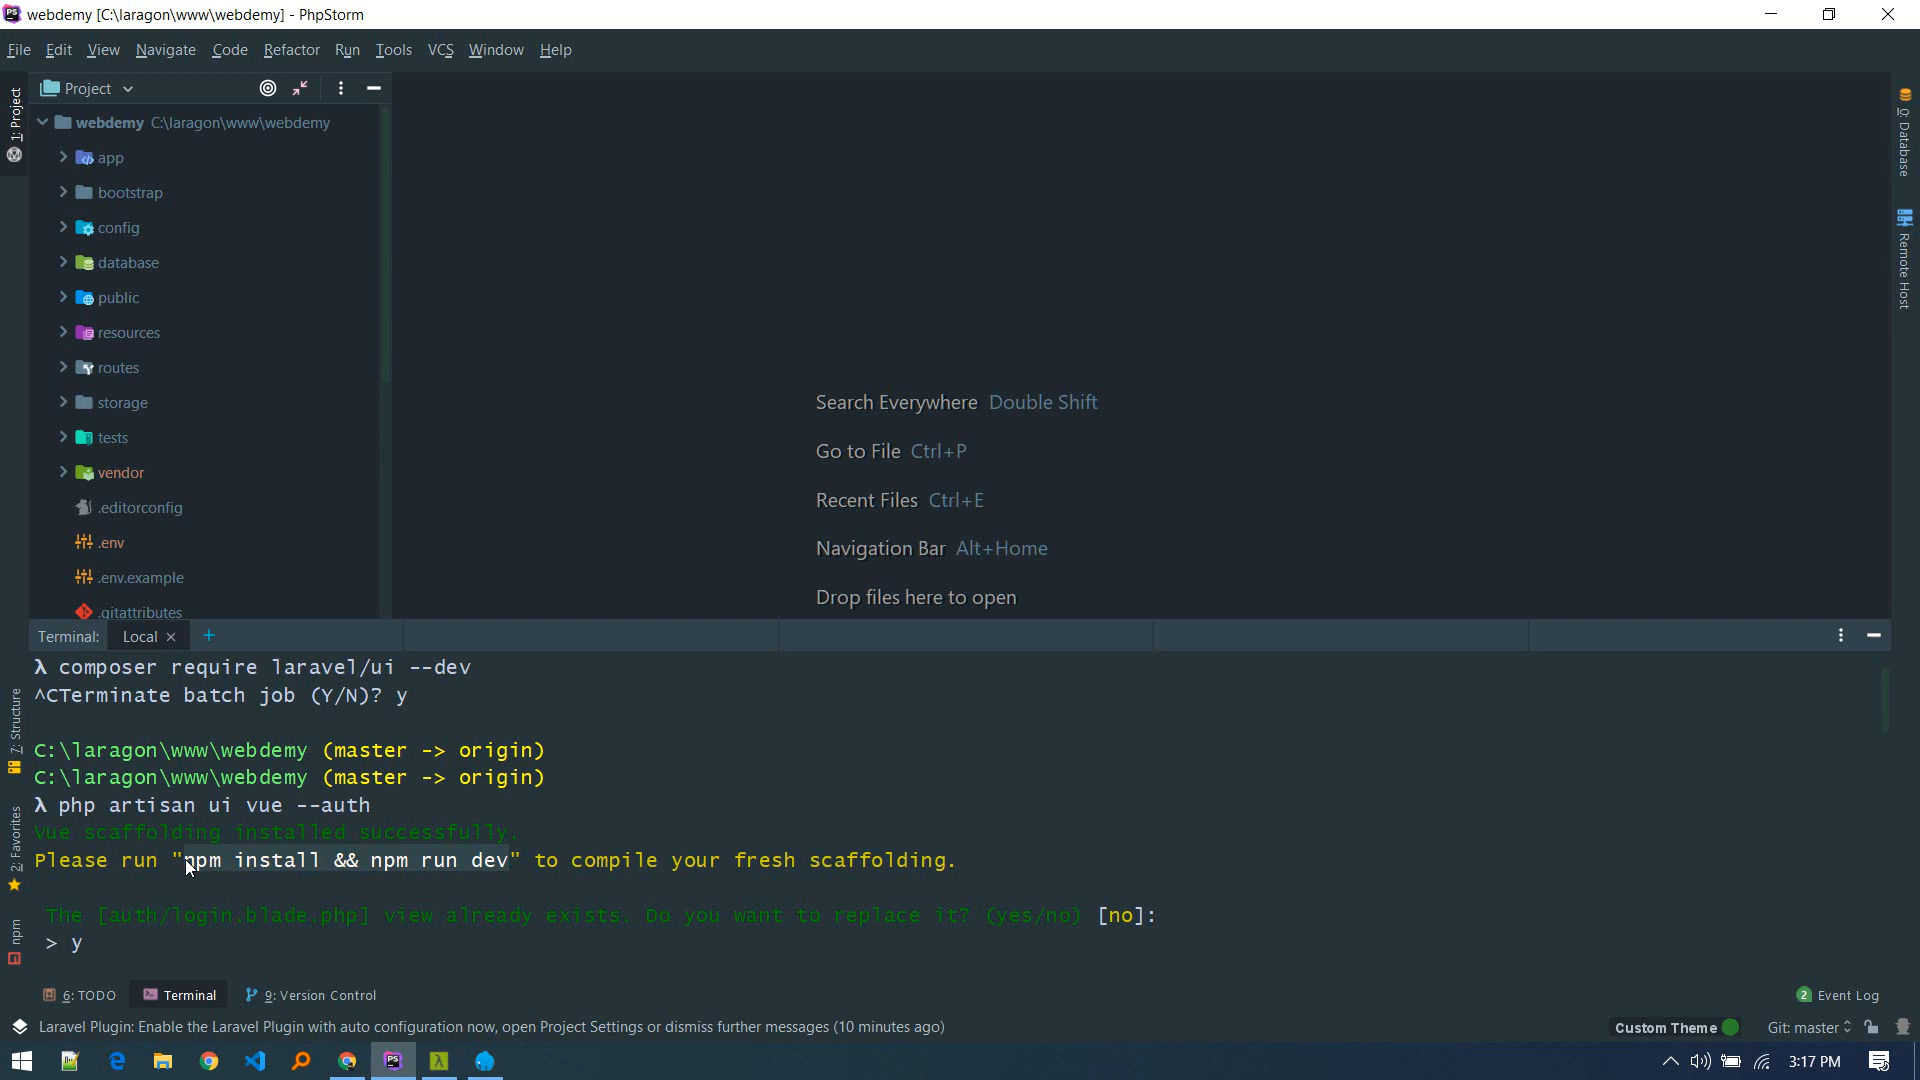 webdemy [C:\laragon\www\webdemy] - PhpStorm
File Edit View Navigate Code Refactor Run Tools VCS Window Help
Project
1: Project
webdemy C:\laragon\www\webdemy
app
bootstrap
config
database
public
resources
routes
storage
tests
vendor
.editorconfig
.env
.env.example
.gitattributes
Search Everywhere Double Shift
Go to File Ctrl+P
Recent Files Ctrl+E
Navigation Bar Alt+Home
Drop files here to open
0: Database
Remote Host
Terminal: Local
λ composer require laravel/ui --dev
^CTerminate batch job (Y/N)? y
C:\laragon\www\webdemy (master -> origin)
C:\laragon\www\webdemy (master -> origin)
λ php artisan ui vue --auth
Vue scaffolding installed successfully.
Please run "npm install && npm run dev" to compile your fresh scaffolding.
The [auth/login.blade.php] view already exists. Do you want to replace it? (yes/no) [no]:
> y
7: Structure
2: Favorites
npm
6: TODO Terminal 9: Version Control
2 Event Log
Laravel Plugin: Enable the Laravel Plugin with auto configuration now, open Project Settings or dismiss further messages (10 minutes ago)
Custom Theme Git: master
3:17 PM